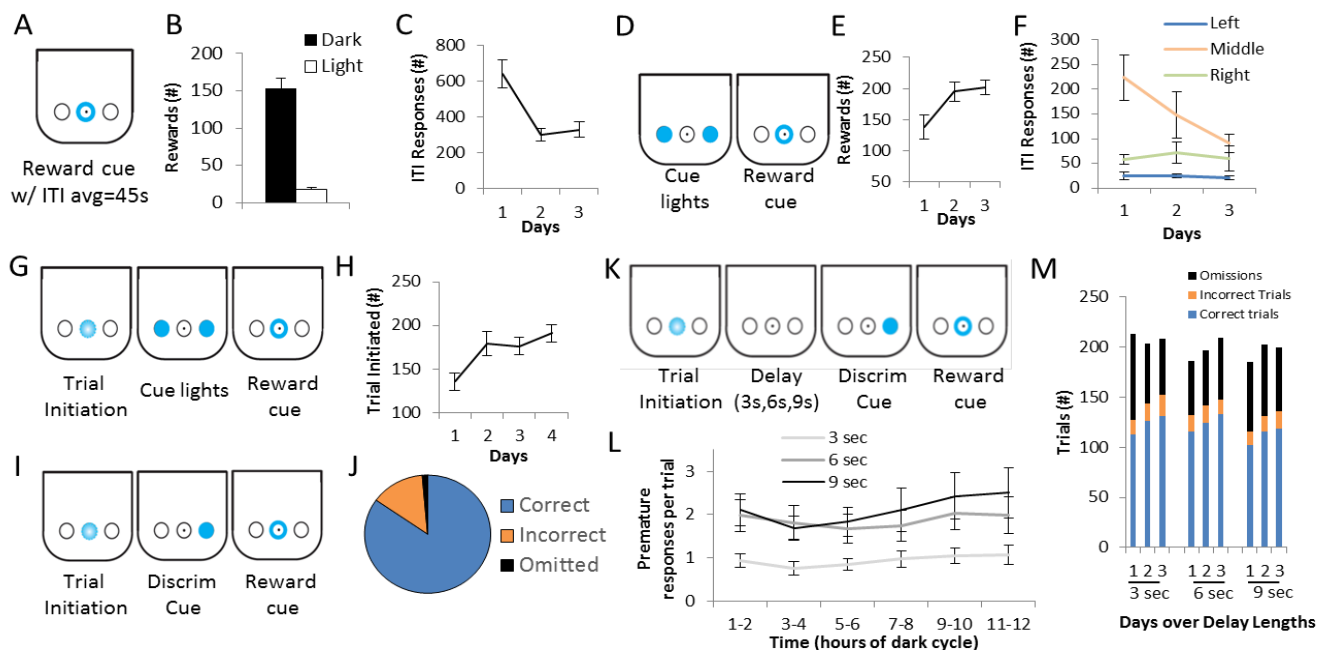 A
Reward cue
w/ ITI avg=45s
B
Dark
Light
Rewards (#)
200
150
100
50
0
C
ITI Responses (#)
800
600
400
200
0
1 2 3
Days
D
Cue
lights
Reward
cue
E
Rewards (#)
250
200
150
100
50
1 2 3
Days
F
Left
Middle
Right
ITI Responses (#)
300
250
200
150
100
50
0
1 2 3
Days
G
Trial
Initiation
Cue lights
Reward
cue
H
Trial Initiated (#)
250
200
150
100
1 2 3 4
Days
I
Trial
Initiation
Discrim
Cue
Reward
cue
J
Correct
Incorrect
Omitted
K
Trial
Initiation
Delay
(3s,6s,9s)
Discrim
Cue
Reward
cue
L
3 sec
6 sec
9 sec
Premature
responses per trial
3
2
1
0
1-2 3-4 5-6 7-8 9-10 11-12
Time (hours of dark cycle)
M
Omissions
Incorrect Trials
Correct trials
Trials (#)
250
200
150
100
50
0
1 2 3 1 2 3 1 2 3
3 sec 6 sec 9 sec
Days over Delay Lengths